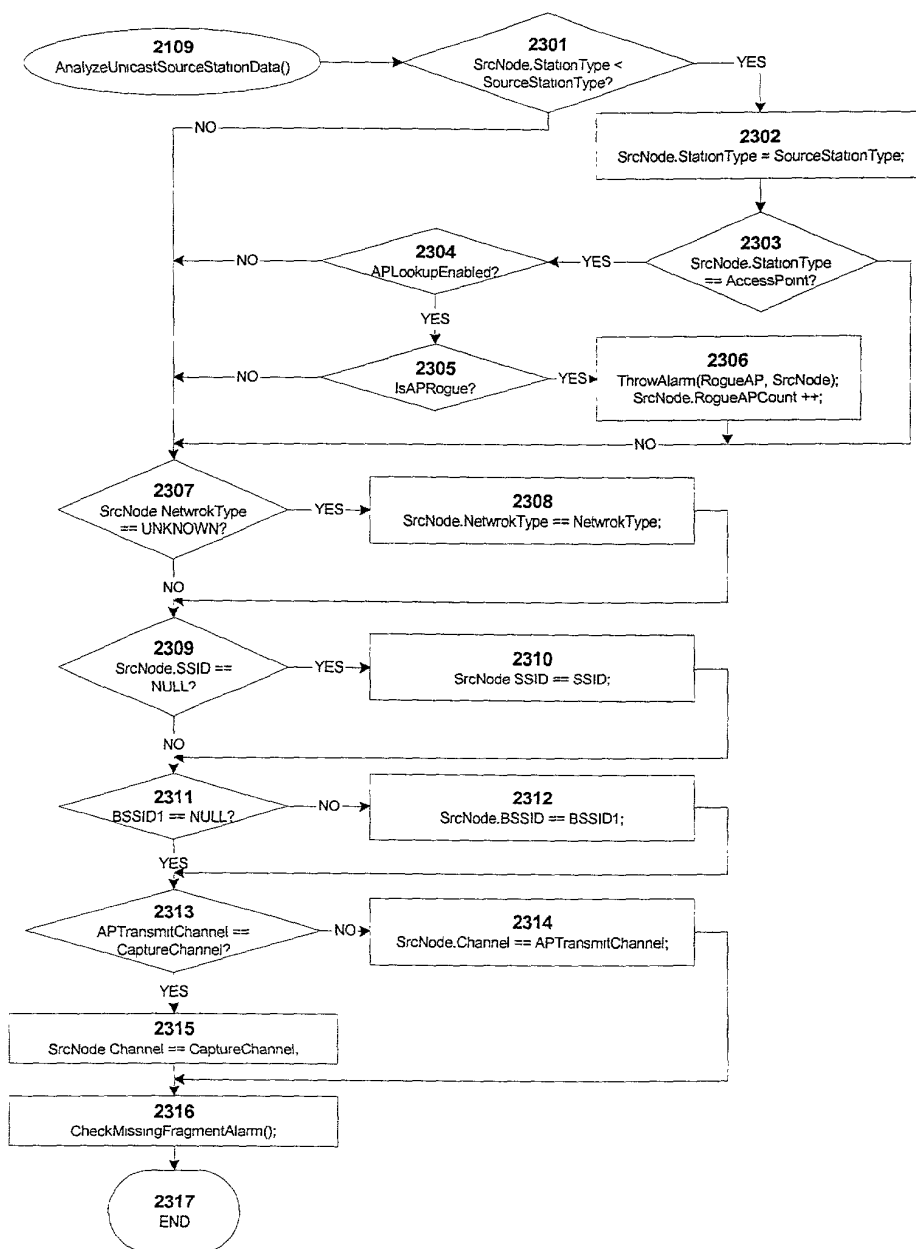 2109
AnalyzeUnicastSourceStationData()
2301
SrcNode.StationType <
SourceStationType?
YES
NO
2302
SrcNode.StationType = SourceStationType;
2303
SrcNode.StationType
== AccessPoint?
YES
2304
APLookupEnabled?
NO
YES
2305
IsAPRogue?
NO
YES
2306
ThrowAlarm(RogueAP, SrcNode);
SrcNode.RogueAPCount ++;
NO
2307
SrcNode NetwrokType
== UNKNOWN?
YES
2308
SrcNode.NetwrokType == NetwrokType;
NO
2309
SrcNode.SSID ==
NULL?
YES
2310
SrcNode SSID == SSID;
NO
2311
BSSID1 == NULL?
NO
2312
SrcNode.BSSID == BSSID1;
YES
2313
APTransmitChannel ==
CaptureChannel?
NO
2314
SrcNode.Channel == APTransmitChannel;
YES
2315
SrcNode Channel == CaptureChannel,
2316
CheckMissingFragmentAlarm();
2317
END